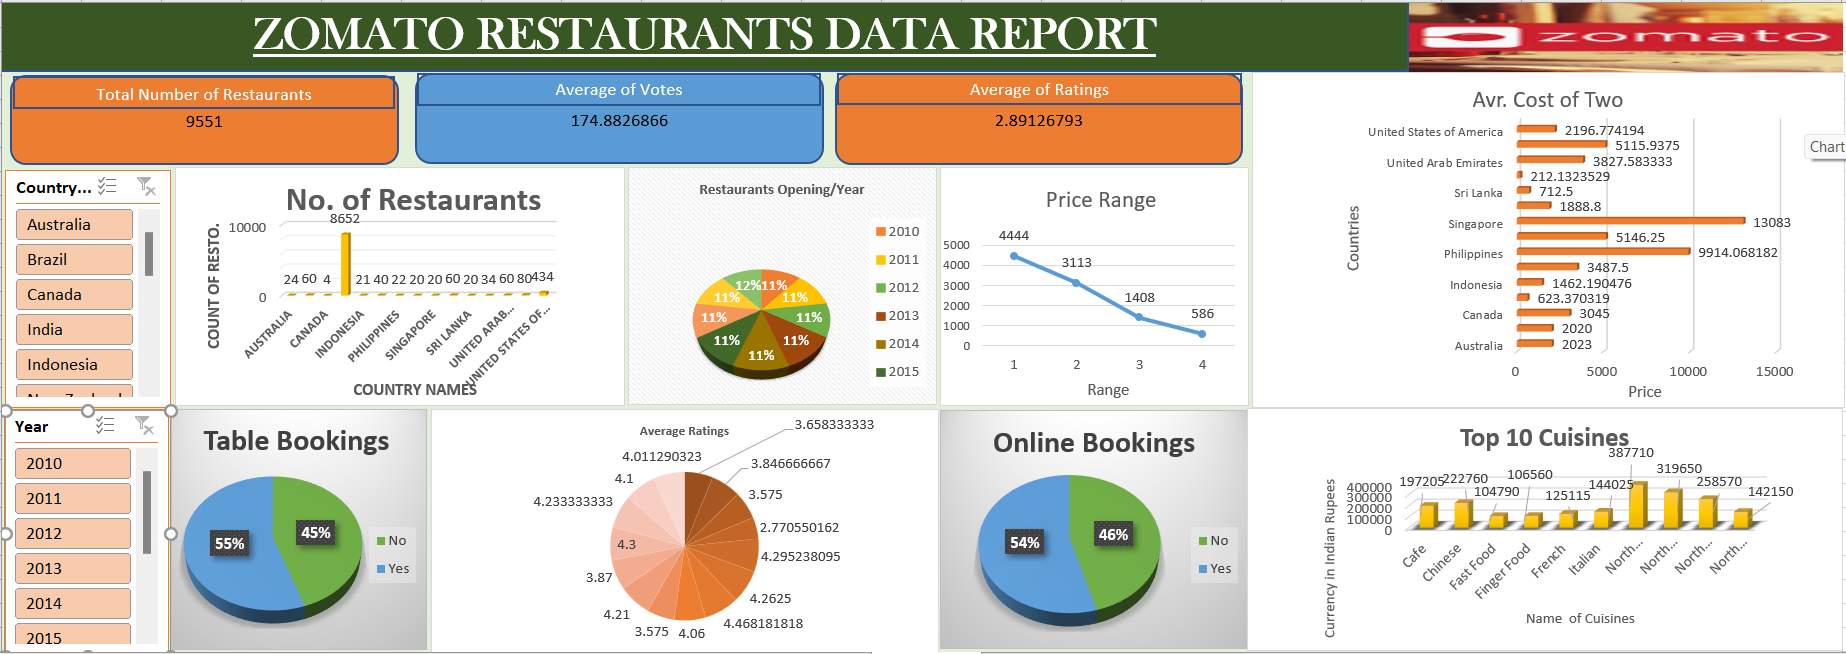 ZOMATO RESTAURANTS DATA REPORT
zomato
Total Number of Restaurants
9551
Average of Votes
174.8826866
Average of Ratings
2.89126793
Country...
Australia
Brazil
Canada
India
Indonesia
No. of Restaurants
COUNT OF RESTO.
10000
0
8652
24 60 4 21 40 22 20 20 60 20 34 60 80 434
AUSTRALIA
CANADA
INDONESIA
PHILIPPINES
SINGAPORE
SRI LANKA
UNITED ARAB...
UNITED STATES OF...
COUNTRY NAMES
Restaurants Opening/Year
12% 11%
11% 11%
11% 11%
11% 11%
11%
2010
2011
2012
2013
2014
2015
Price Range
5000
4000
3000
2000
1000
0
4444
3113
1408
586
1 2 3 4
Range
Avr. Cost of Two
Countries
United States of America 2196.774194
5115.9375
United Arab Emirates 3827.583333
212.1323529
Sri Lanka 712.5
1888.8
Singapore 13083
5146.25
Philippines 9914.068182
3487.5
Indonesia 1462.190476
623.370319
Canada 3045
2020
Australia 2023
0 5000 10000 15000
Price
Chart
Year
2010
2011
2012
2013
2014
2015
Table Bookings
55% 45%
No
Yes
Average Ratings
3.658333333
3.846666667
3.575
2.770550162
4.295238095
4.2625
4.468181818
4.06
3.575
4.21
3.87
4.3
4.233333333
4.1
4.011290323
Online Bookings
54% 46%
No
Yes
Top 10 Cuisines
Currency in Indian Rupees
400000
300000
200000
100000
0
197205
222760
104790
106560
125115
144025
387710
319650
258570
142150
Cafe
Chinese
Fast Food
Finger Food
French
Italian
North...
North...
North...
North...
Name of Cuisines